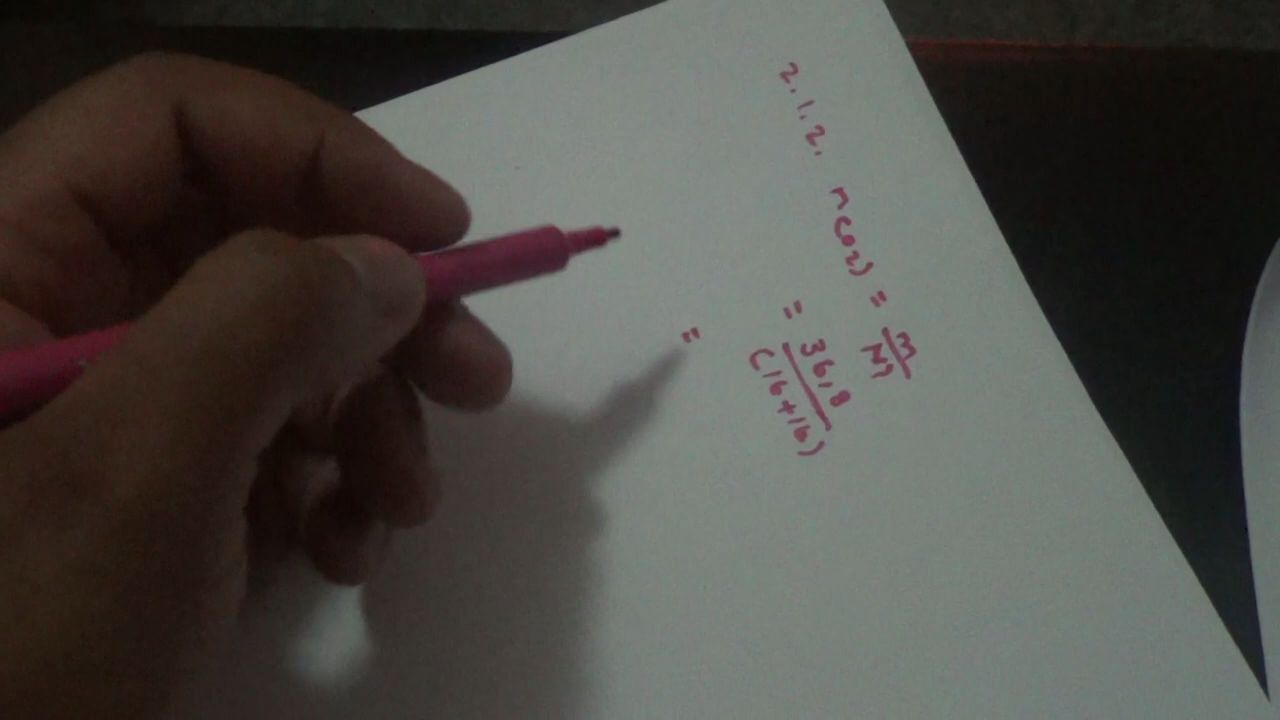 2.1.2. n(O2) = m/M
= 36,8/(16+16)
=